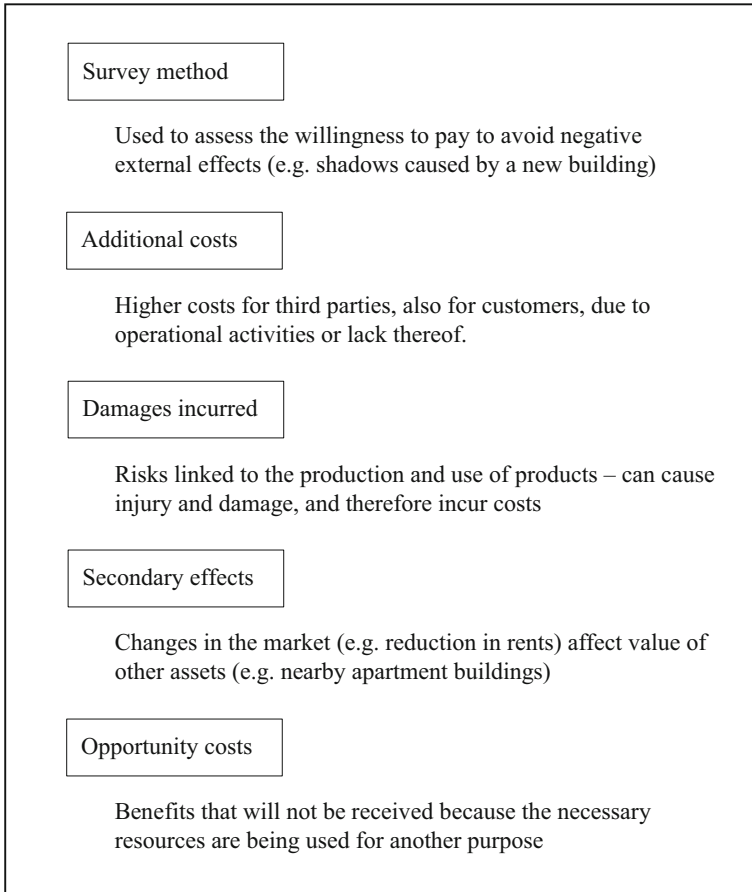 Survey method
Used to assess the willingness to pay to avoid negative
external effects (e.g. shadows caused by a new building)
Additional costs
Higher costs for third parties, also for customers, due to
operational activities or lack thereof.
Damages incurred
Risks linked to the production and use of products – can cause
injury and damage, and therefore incur costs
Secondary effects
Changes in the market (e.g. reduction in rents) affect value of
other assets (e.g. nearby apartment buildings)
Opportunity costs
Benefits that will not be received because the necessary
resources are being used for another purpose